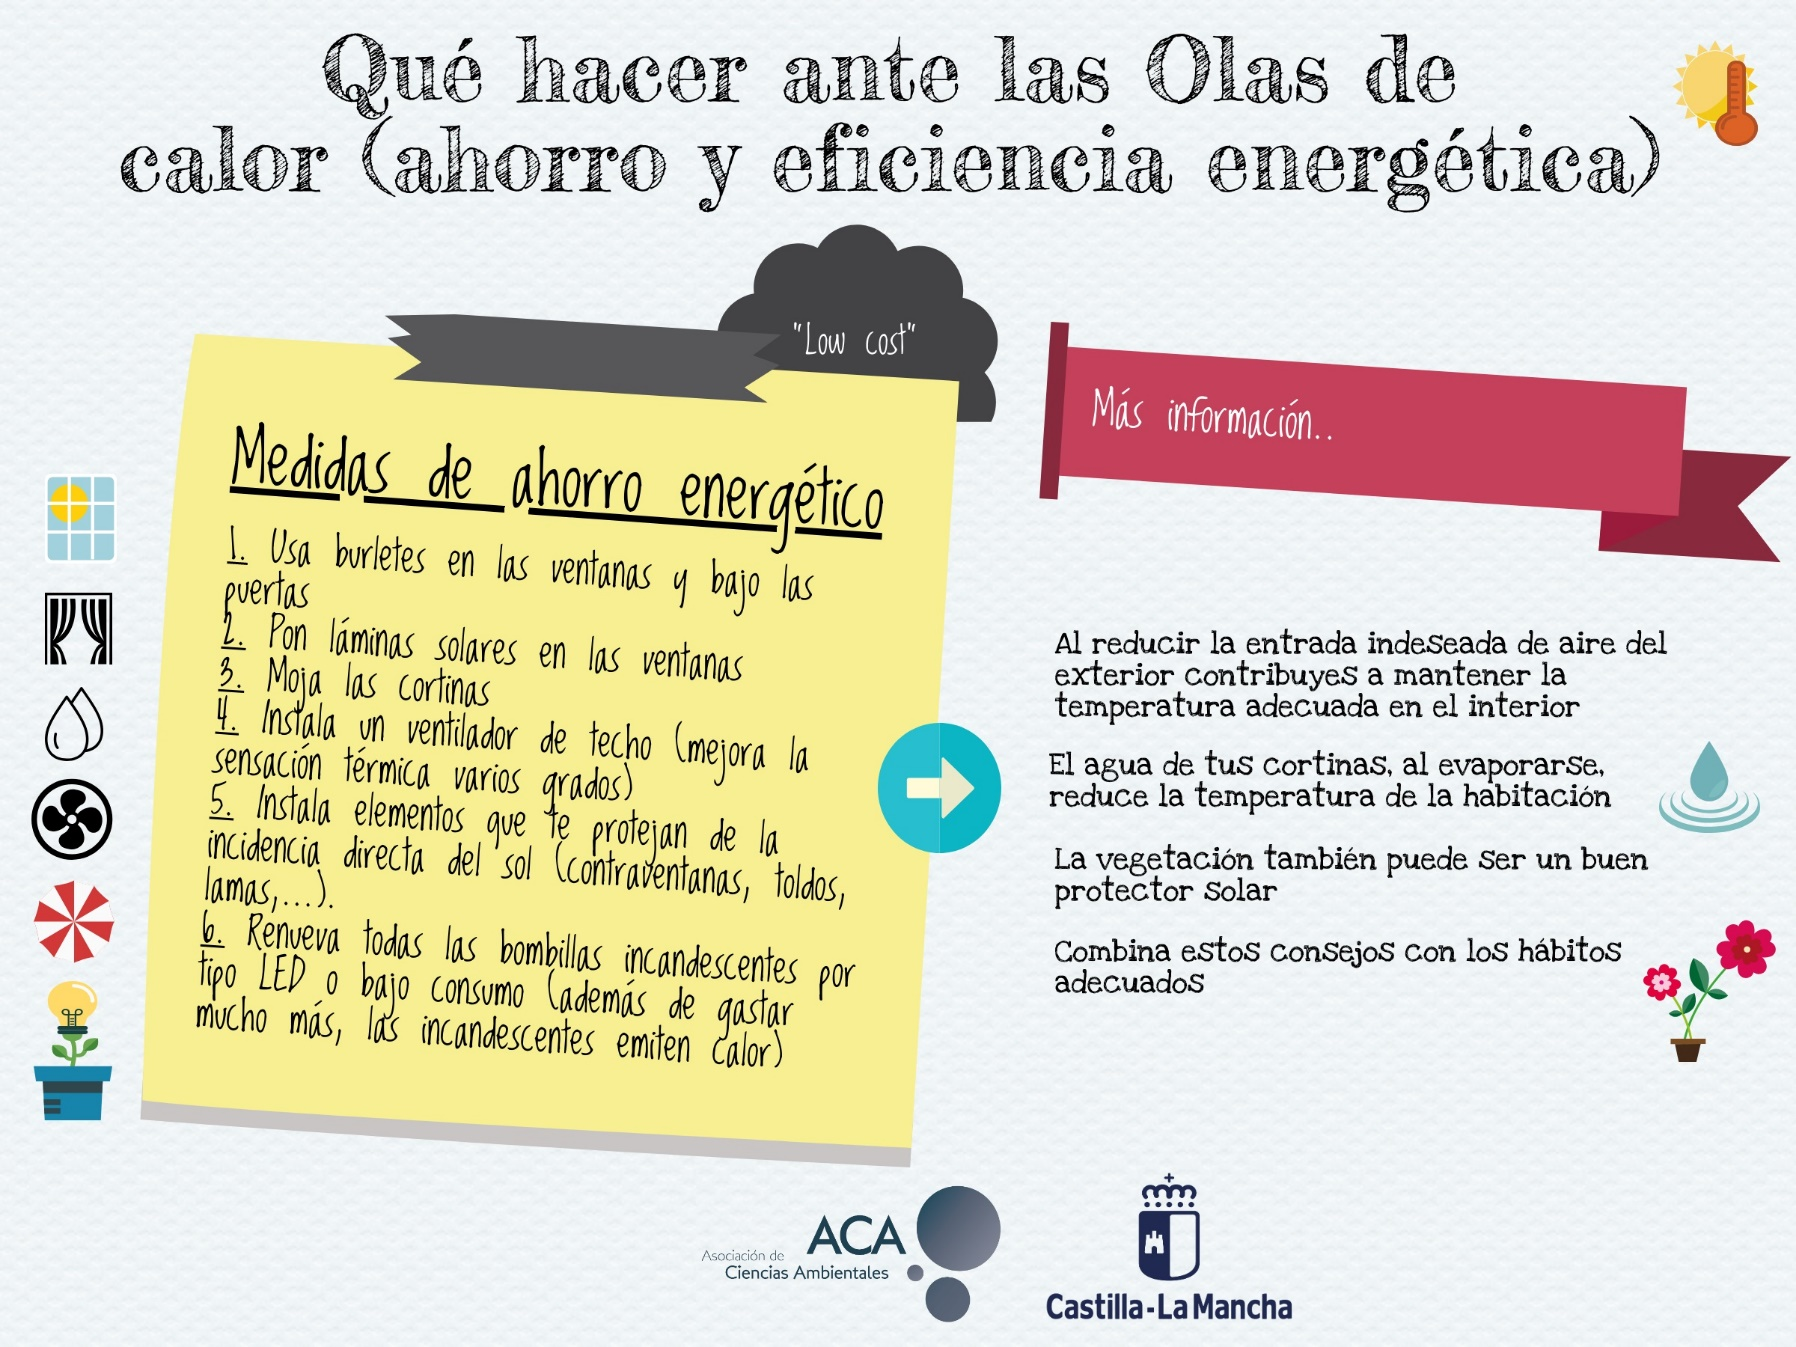 Qué hacer ante las Olas de
calor (ahorro y eficiencia energética)
"Low cost"
Medidas de ahorro energético
1. Usa burletes en las ventanas y bajo las
puertas
2. Pon láminas solares en las ventanas
3. Moja las cortinas
4. Instala un ventilador de techo (mejora la
sensación térmica varios grados)
5. Instala elementos que te protejan de la
incidencia directa del sol (contraventanas, toldos,
lamas,...).
6. Renueva todas las bombillas incandescentes por
tipo LED o bajo consumo (además de gastar
mucho más, las incandescentes emiten calor)
Más información..
Al reducir la entrada indeseada de aire del
exterior contribuyes a mantener la
temperatura adecuada en el interior
El agua de tus cortinas, al evaporarse,
reduce la temperatura de la habitación
La vegetación también puede ser un buen
protector solar
Combina estos consejos con los hábitos
adecuados
ACA
Asociación de
Ciencias Ambientales
Castilla-La Mancha